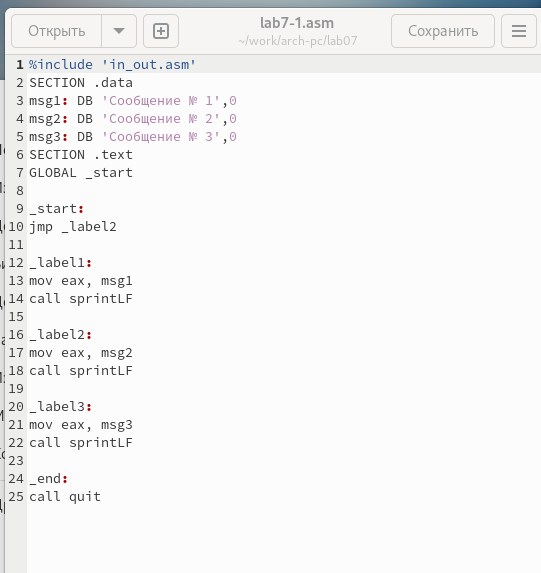 lab7-1.asm
Открыть
~/work/arch-pc/lab07
Сохранить
1 %include 'in_out.asm'
2 SECTION .data
3 msg1: DB 'Сообщение № 1',0
4 msg2: DB 'Сообщение № 2',0
5 msg3: DB 'Сообщение № 3',0
6 SECTION .text
7 GLOBAL _start
8
9 _start:
10 jmp _label2
11
12 _label1:
13 mov eax, msg1
14 call sprintLF
15
16 _label2:
17 mov eax, msg2
18 call sprintLF
19
20 _label3:
21 mov eax, msg3
22 call sprintLF
23
24 _end:
25 call quit